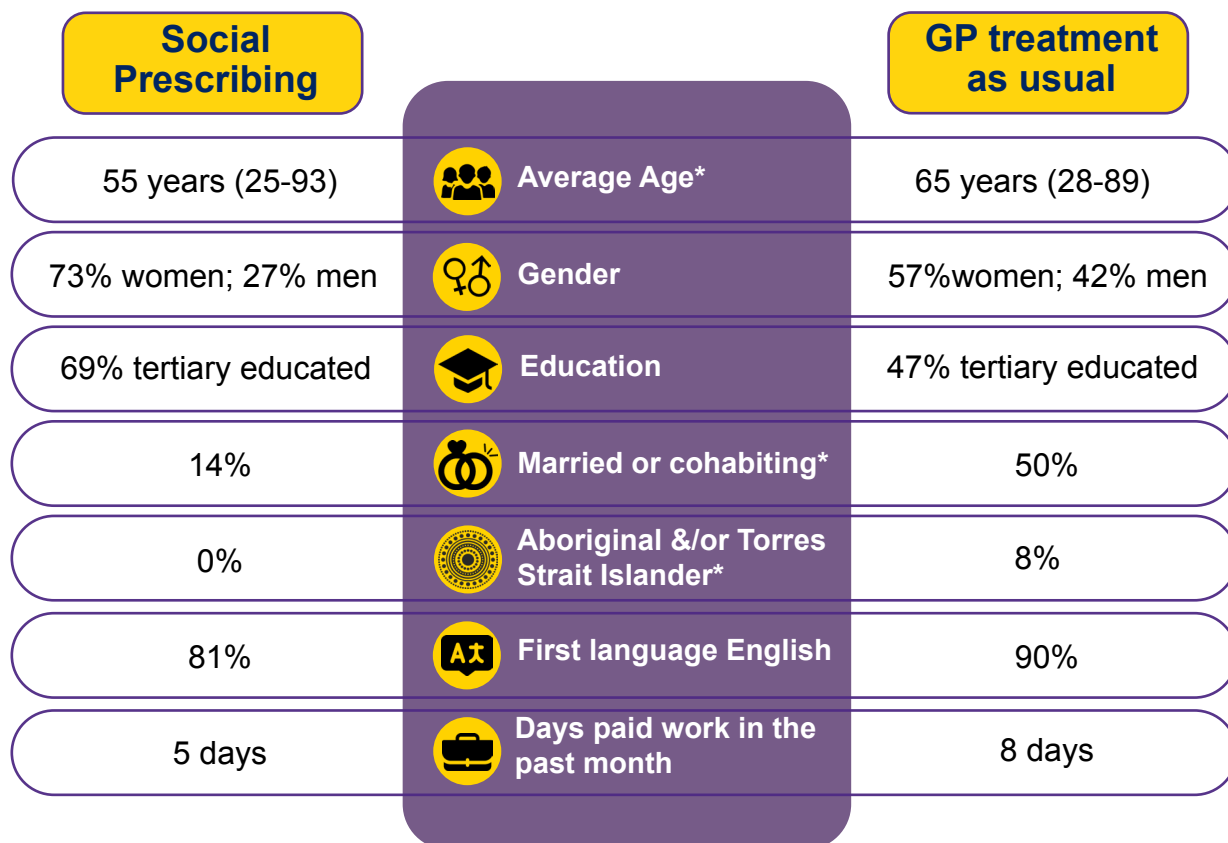 Social
Prescribing
GP treatment
as usual
55 years (25-93)
Average Age*
65 years (28-89)
73% women; 27% men
Gender
57%women; 42% men
69% tertiary educated
Education
47% tertiary educated
14%
Married or cohabiting*
50%
0%
Aboriginal &/or Torres
Strait Islander*
8%
81%
First language English
90%
5 days
Days paid work in the
past month
8 days